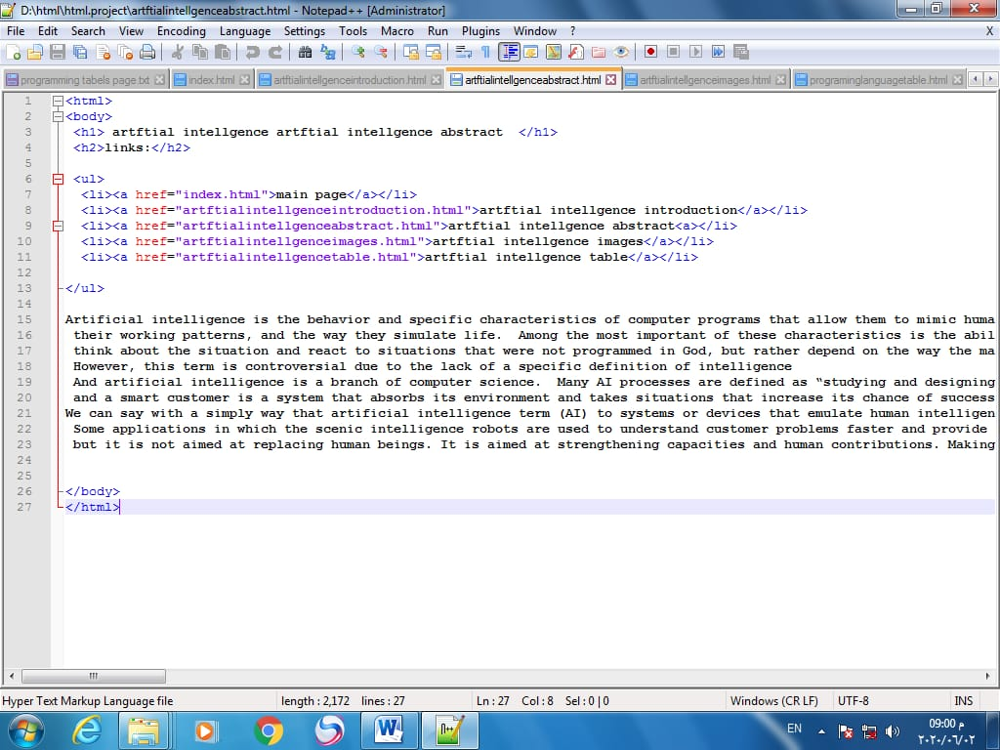 D:\html\html.project\artftialintellgenceabstract.html - Notepad++ [Administrator]
File Edit Search View Encoding Language Settings Tools Macro Run Plugins Window ? X
programming tabels page.txt index.html artftialintellgenceintroduction.html artftialintellgenceabstract.html artftialintellgenceimages.html programinglanguagetable.html
1 <html>
2 <body>
3 <h1> artftial intellgence artftial intellgence abstract </h1>
4 <h2>links:</h2>
5
6 <ul>
7 <li><a href="index.html">main page</a></li>
8 <li><a href="artftialintellgenceintroduction.html">artftial intellgence introduction</a></li>
9 <li><a href="artftialintellgenceabstract.html">artftial intellgence abstract<a></li>
10 <li><a href="artftialintellgenceimages.html">artftial intellgence images</a></li>
11 <li><a href="artftialintellgencetable.html">artftial intellgence table</a></li>
12
13 </ul>
14
15 Artificial intelligence is the behavior and specific characteristics of computer programs that allow them to mimic huma
16 their working patterns, and the way they simulate life. Among the most important of these characteristics is the abil
17 think about the situation and react to situations that were not programmed in God, but rather depend on the way the ma
18 However, this term is controversial due to the lack of a specific definition of intelligence
19 And artificial intelligence is a branch of computer science. Many AI processes are defined as “studying and designing
20 and a smart customer is a system that absorbs its environment and takes situations that increase its chance of success
21 We can say with a simply way that artificial intelligence term (AI) to systems or devices that emulate human intelligen
22 Some applications in which the scenic intelligence robots are used to understand customer problems faster and provide
23 but it is not aimed at replacing human beings. It is aimed at strengthening capacities and human contributions. Making
24
25
26 </body>
27 </html>
Hyper Text Markup Language file length : 2,172 lines : 27 Ln : 27 Col : 8 Sel : 0 | 0 Windows (CR LF) UTF-8 INS
EN 09:00 م
٢٠٢٠/٠٦/٠٢